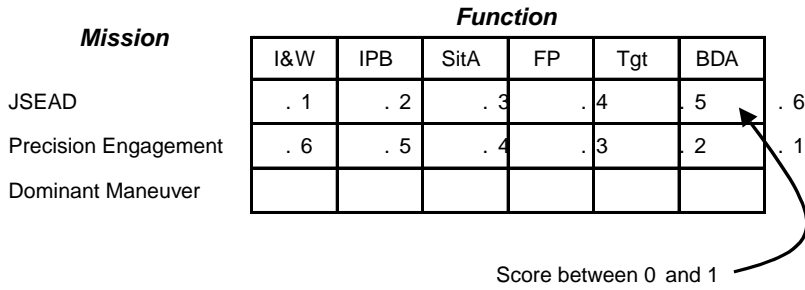 Function
Mission
I&W IPB SitA FP Tgt BDA
JSEAD . 1 . 2 . 3 . 4 . 5 . 6
Precision Engagement . 6 . 5 . 4 . 3 . 2 . 1
Dominant Maneuver
Score between 0 and 1